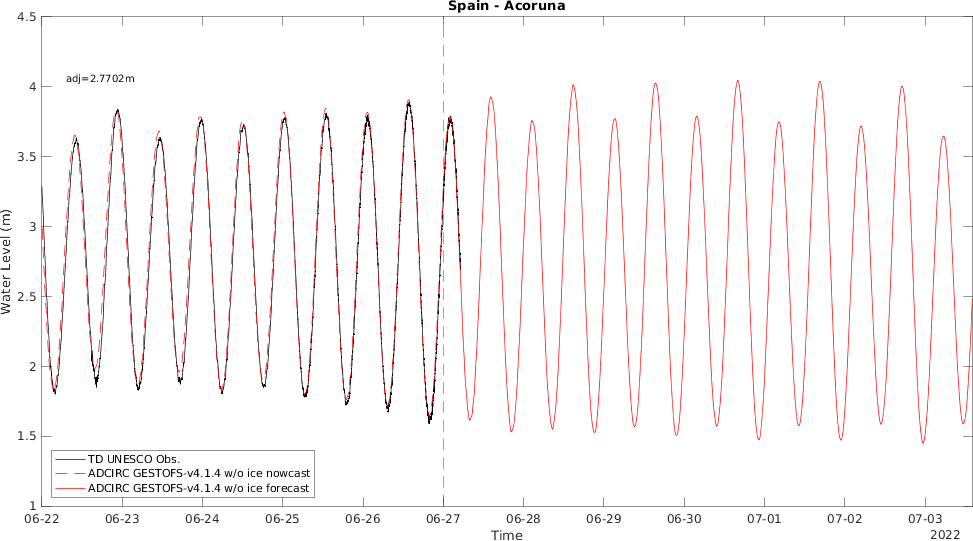 Spain - Acoruna
4.5
adj=2.7702m
4
3.5
3
2.5
2
1.5
1
Water Level (m)
TD UNESCO Obs.
ADCIRC GESTOFS-v4.1.4 w/o ice nowcast
ADCIRC GESTOFS-v4.1.4 w/o ice forecast
06-22 06-23 06-24 06-25 06-26 06-27 06-28 06-29 06-30 07-01 07-02 07-03
Time
2022